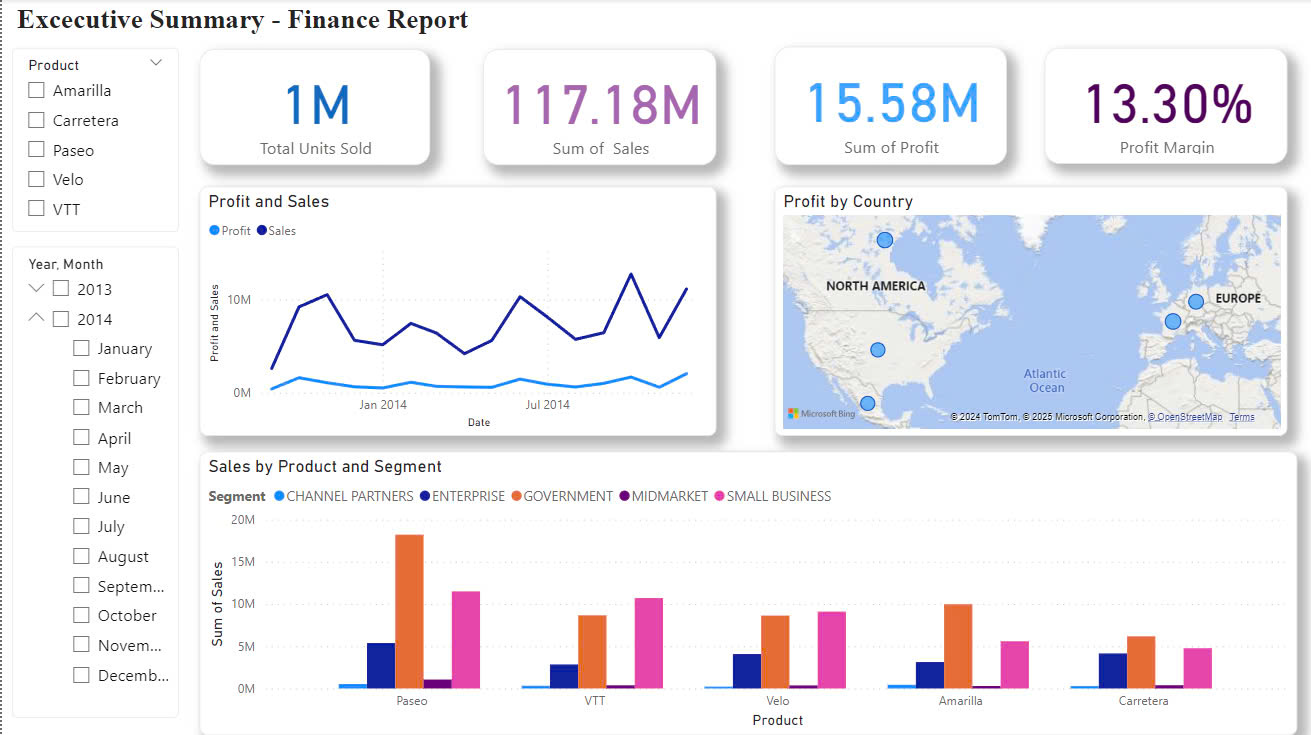 Excecutive Summary - Finance Report
Product
Amarilla
Carretera
Paseo
Velo
VTT
Year, Month
2013
2014
January
February
March
April
May
June
July
August
Septem...
October
Novem...
Decemb...
1M
Total Units Sold
117.18M
Sum of Sales
15.58M
Sum of Profit
13.30%
Profit Margin
Profit and Sales
Profit Sales
Profit and Sales
10M
0M
Jan 2014 Jul 2014
Date
Profit by Country
NORTH AMERICA
EUROPE
Atlantic
Ocean
Microsoft Bing
© 2024 TomTom, © 2025 Microsoft Corporation, © OpenStreetMap Terms
Sales by Product and Segment
Segment CHANNEL PARTNERS ENTERPRISE GOVERNMENT MIDMARKET SMALL BUSINESS
Sum of Sales
20M
15M
10M
5M
0M
Paseo VTT Velo Amarilla Carretera
Product